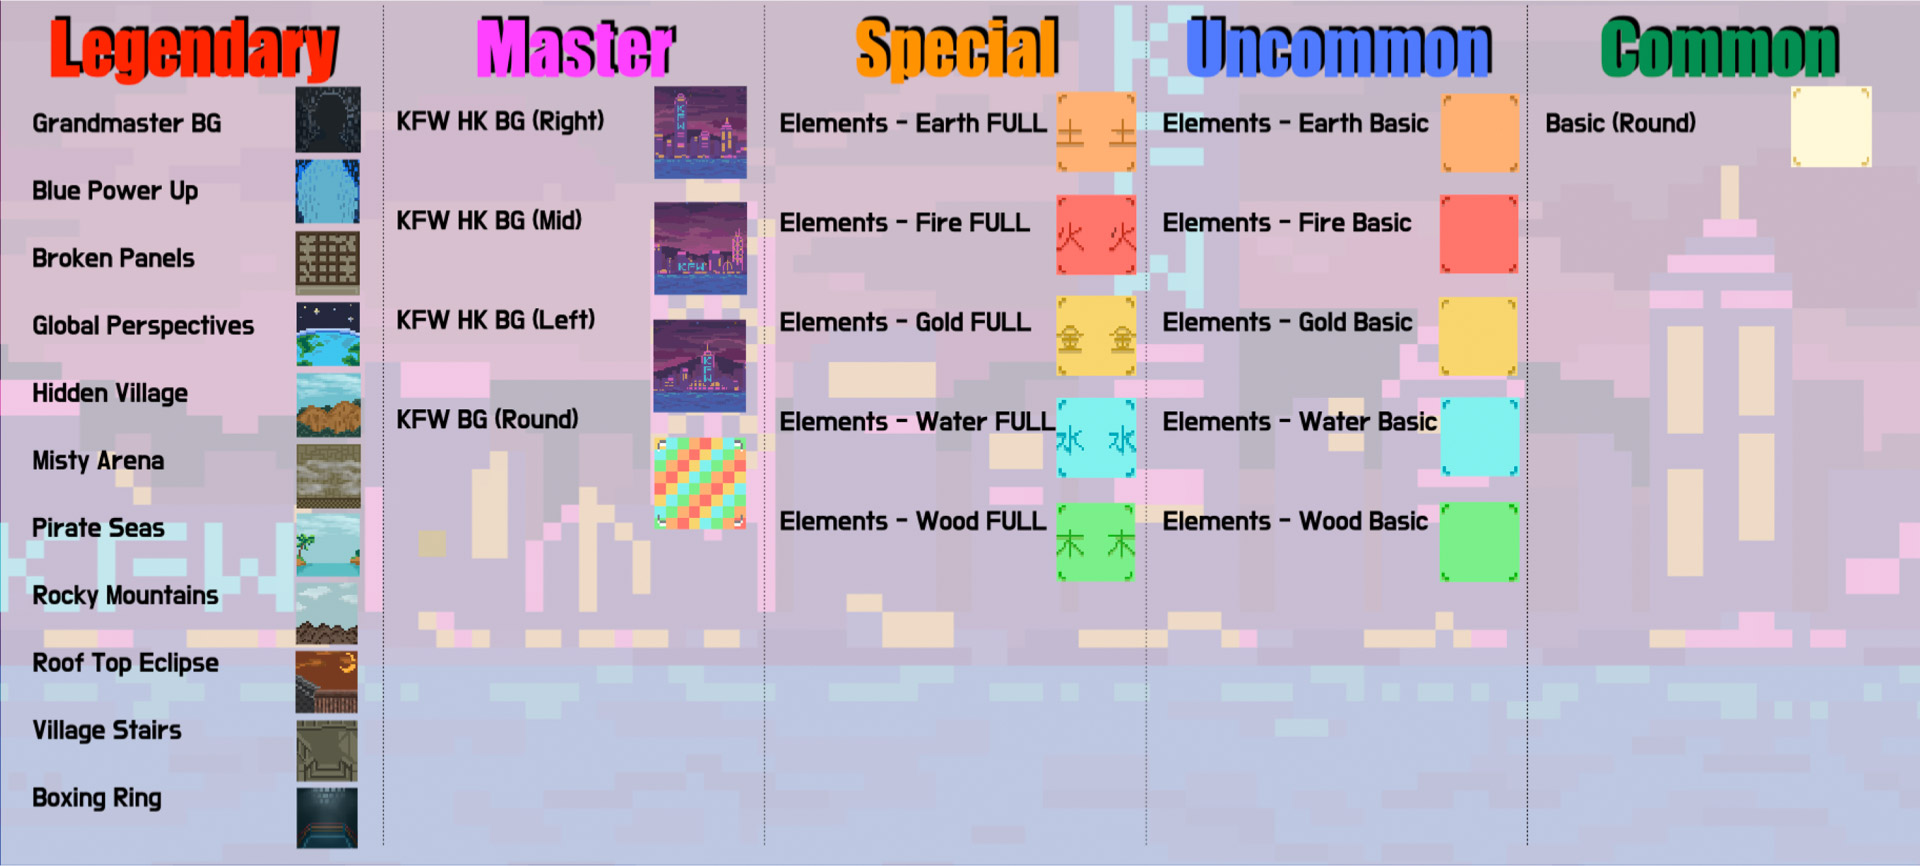 Legendary
Grandmaster BG
Blue Power Up
Broken Panels
Global Perspectives
Hidden Village
Misty Arena
Pirate Seas
Rocky Mountains
Roof Top Eclipse
Village Stairs
Boxing Ring
Master
KFW HK BG (Right)
KFW
KFW HK BG (Mid)
KFW
KFW HK BG (Left)
KFW
KFW BG (Round)
Special
Elements - Earth FULL
土 土
Elements - Fire FULL
火 火
Elements - Gold FULL
金 金
Elements - Water FULL
水 水
Elements - Wood FULL
木 木
Uncommon
Elements - Earth Basic
Elements - Fire Basic
Elements - Gold Basic
Elements - Water Basic
Elements - Wood Basic
Common
Basic (Round)
KFW